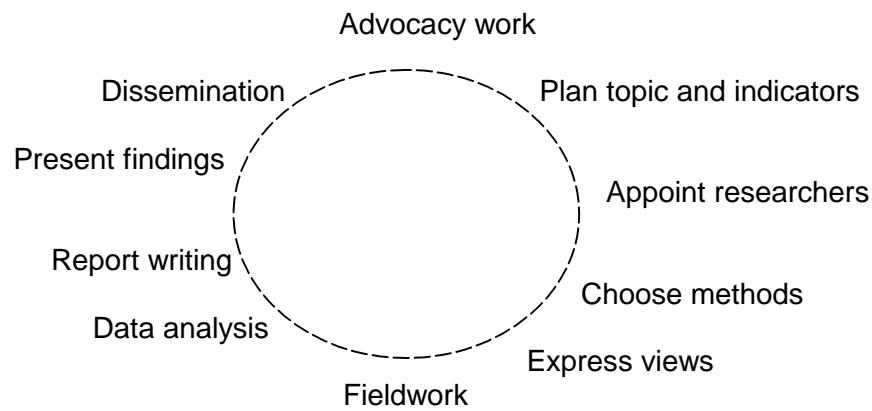 Advocacy work
Dissemination
Plan topic and indicators
Present findings
Appoint researchers
Report writing
Choose methods
Data analysis
Express views
Fieldwork